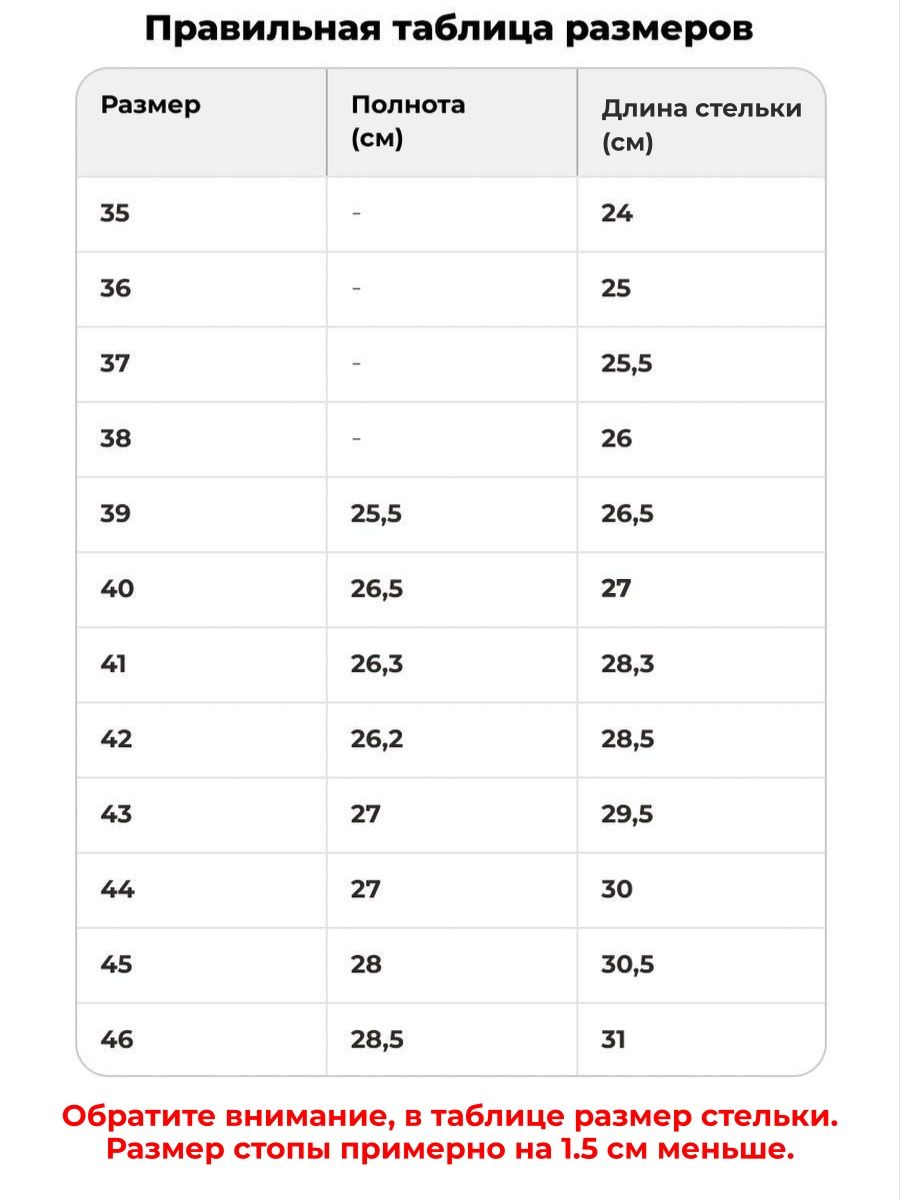 Правильная таблица размеров
Размер Полнота (см) Длина стельки (см)
35 - 24
36 - 25
37 - 25,5
38 - 26
39 25,5 26,5
40 26,5 27
41 26,3 28,3
42 26,2 28,5
43 27 29,5
44 27 30
45 28 30,5
46 28,5 31
Обратите внимание, в таблице размер стельки.
Размер стопы примерно на 1.5 см меньше.